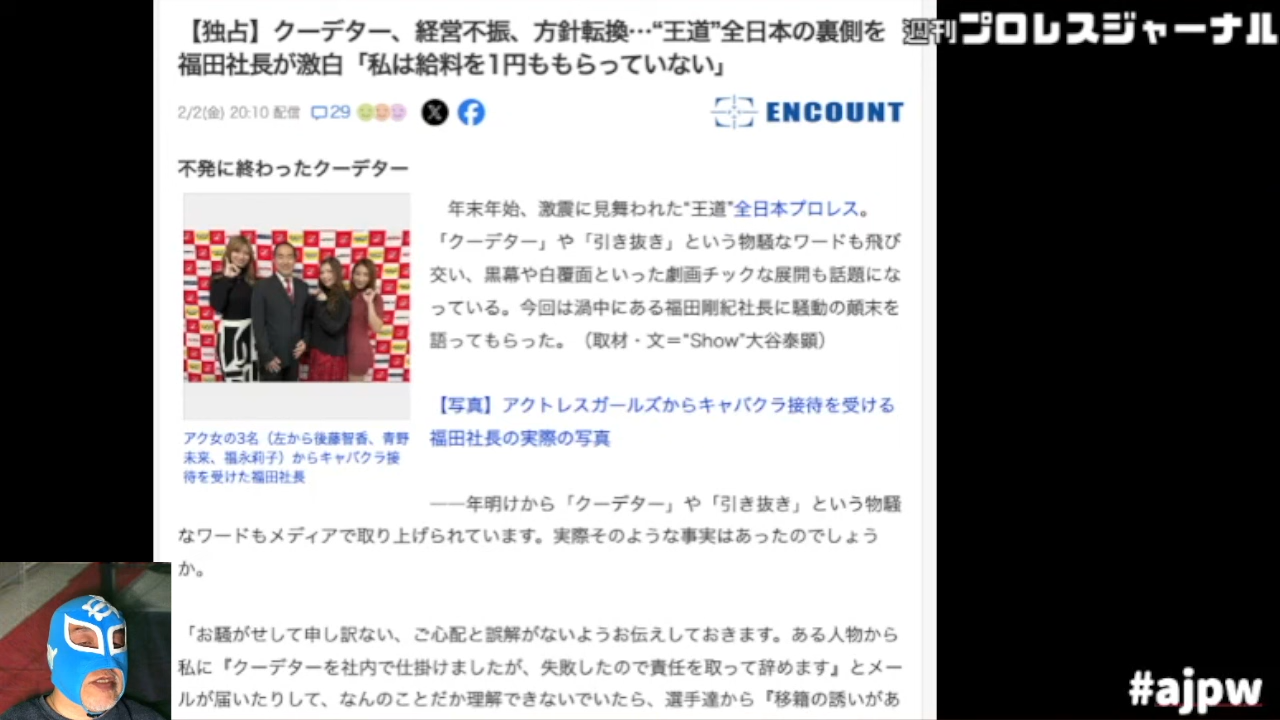 【独占】クーデター、経営不振、方針転換…“王道”全日本の裏側を
福田社長が激白「私は給料を1円ももらっていない」
週刊プロレスジャーナル
2/2(金) 20:10 配信
29
ENCOUNT
不発に終わったクーデター
年末年始、激震に見舞われた“王道”全日本プロレス。
「クーデター」や「引き抜き」という物騒なワードも飛び
交い、黒幕や白覆面といった劇画チックな展開も話題にな
っている。今回は渦中にある福田剛紀社長に騒動の顛末を
語ってもらった。（取材・文＝“Show”大谷泰顕）
【写真】アクトレスガールズからキャバクラ接待を受ける
福田社長の実際の写真
アク女の3名（左から後藤智香、青野
未来、福永莉子）からキャバクラ接
待を受けた福田社長
――年明けから「クーデター」や「引き抜き」という物騒
なワードもメディアで取り上げられています。実際そのような事実はあったのでしょう
か。
「お騒がせして申し訳ない、ご心配と誤解がないようお伝えしておきます。ある人物から
私に『クーデターを社内で仕掛けましたが、失敗したので責任を取って辞めます』とメー
ルが届いたりして、なんのことだか理解できないでいたら、選手達から『移籍の誘いがあ
#ajpw